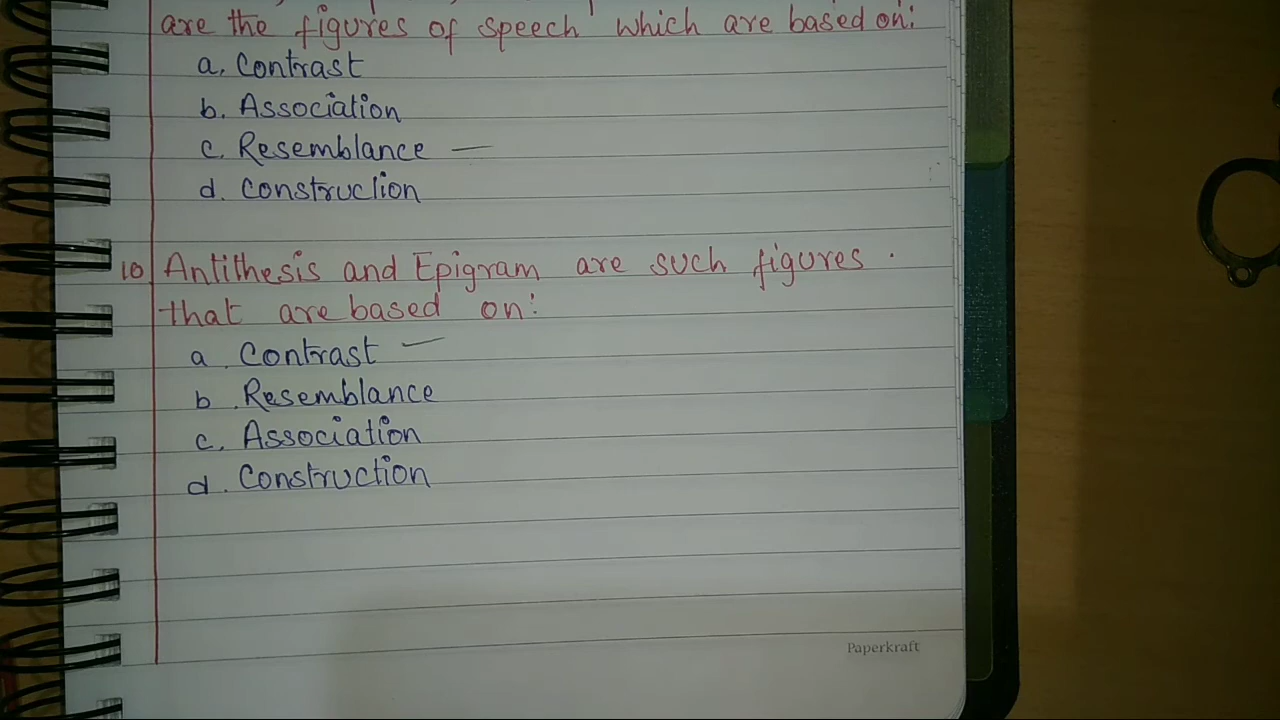 are the figures of speech which are based on:
a. Contrast
b. Association
c. Resemblance —
d. Construction
10 Antithesis and Epigram are such figures.
that are based on:
a. Contrast —
b. Resemblance
c. Association
d. Construction
Paperkraft